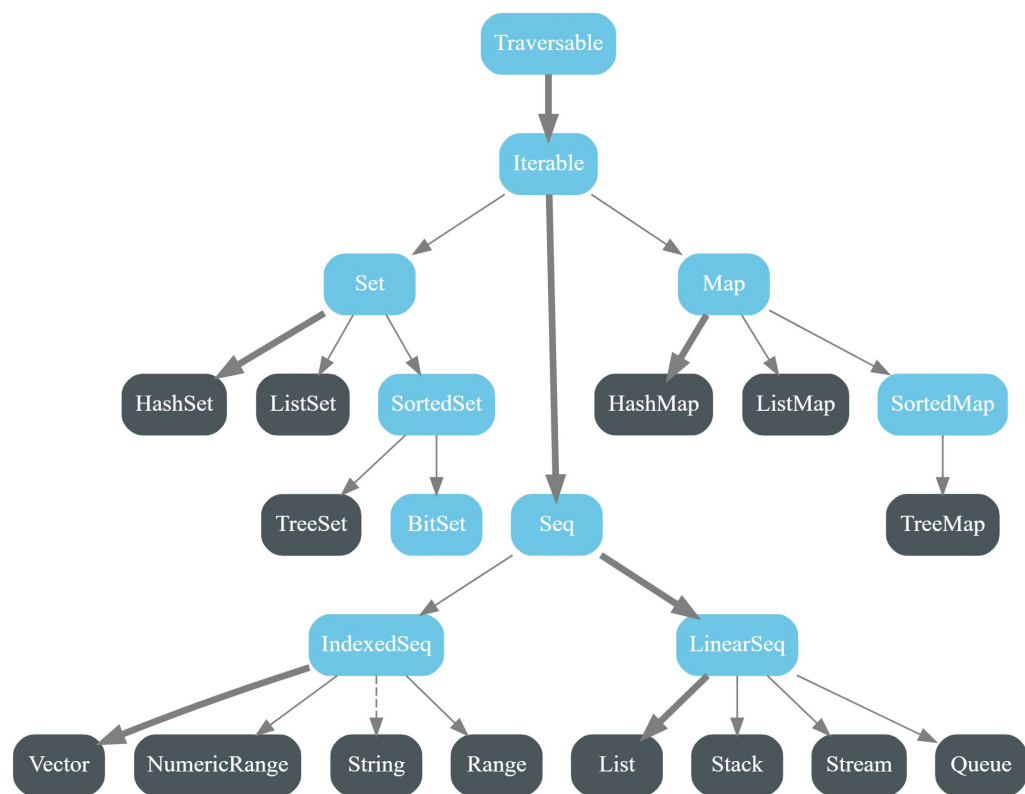 Traversable
Iterable
Set
Map
HashSet
ListSet
SortedSet
HashMap
ListMap
SortedMap
TreeSet
BitSet
Seq
TreeMap
IndexedSeq
LinearSeq
Vector
NumericRange
String
Range
List
Stack
Stream
Queue